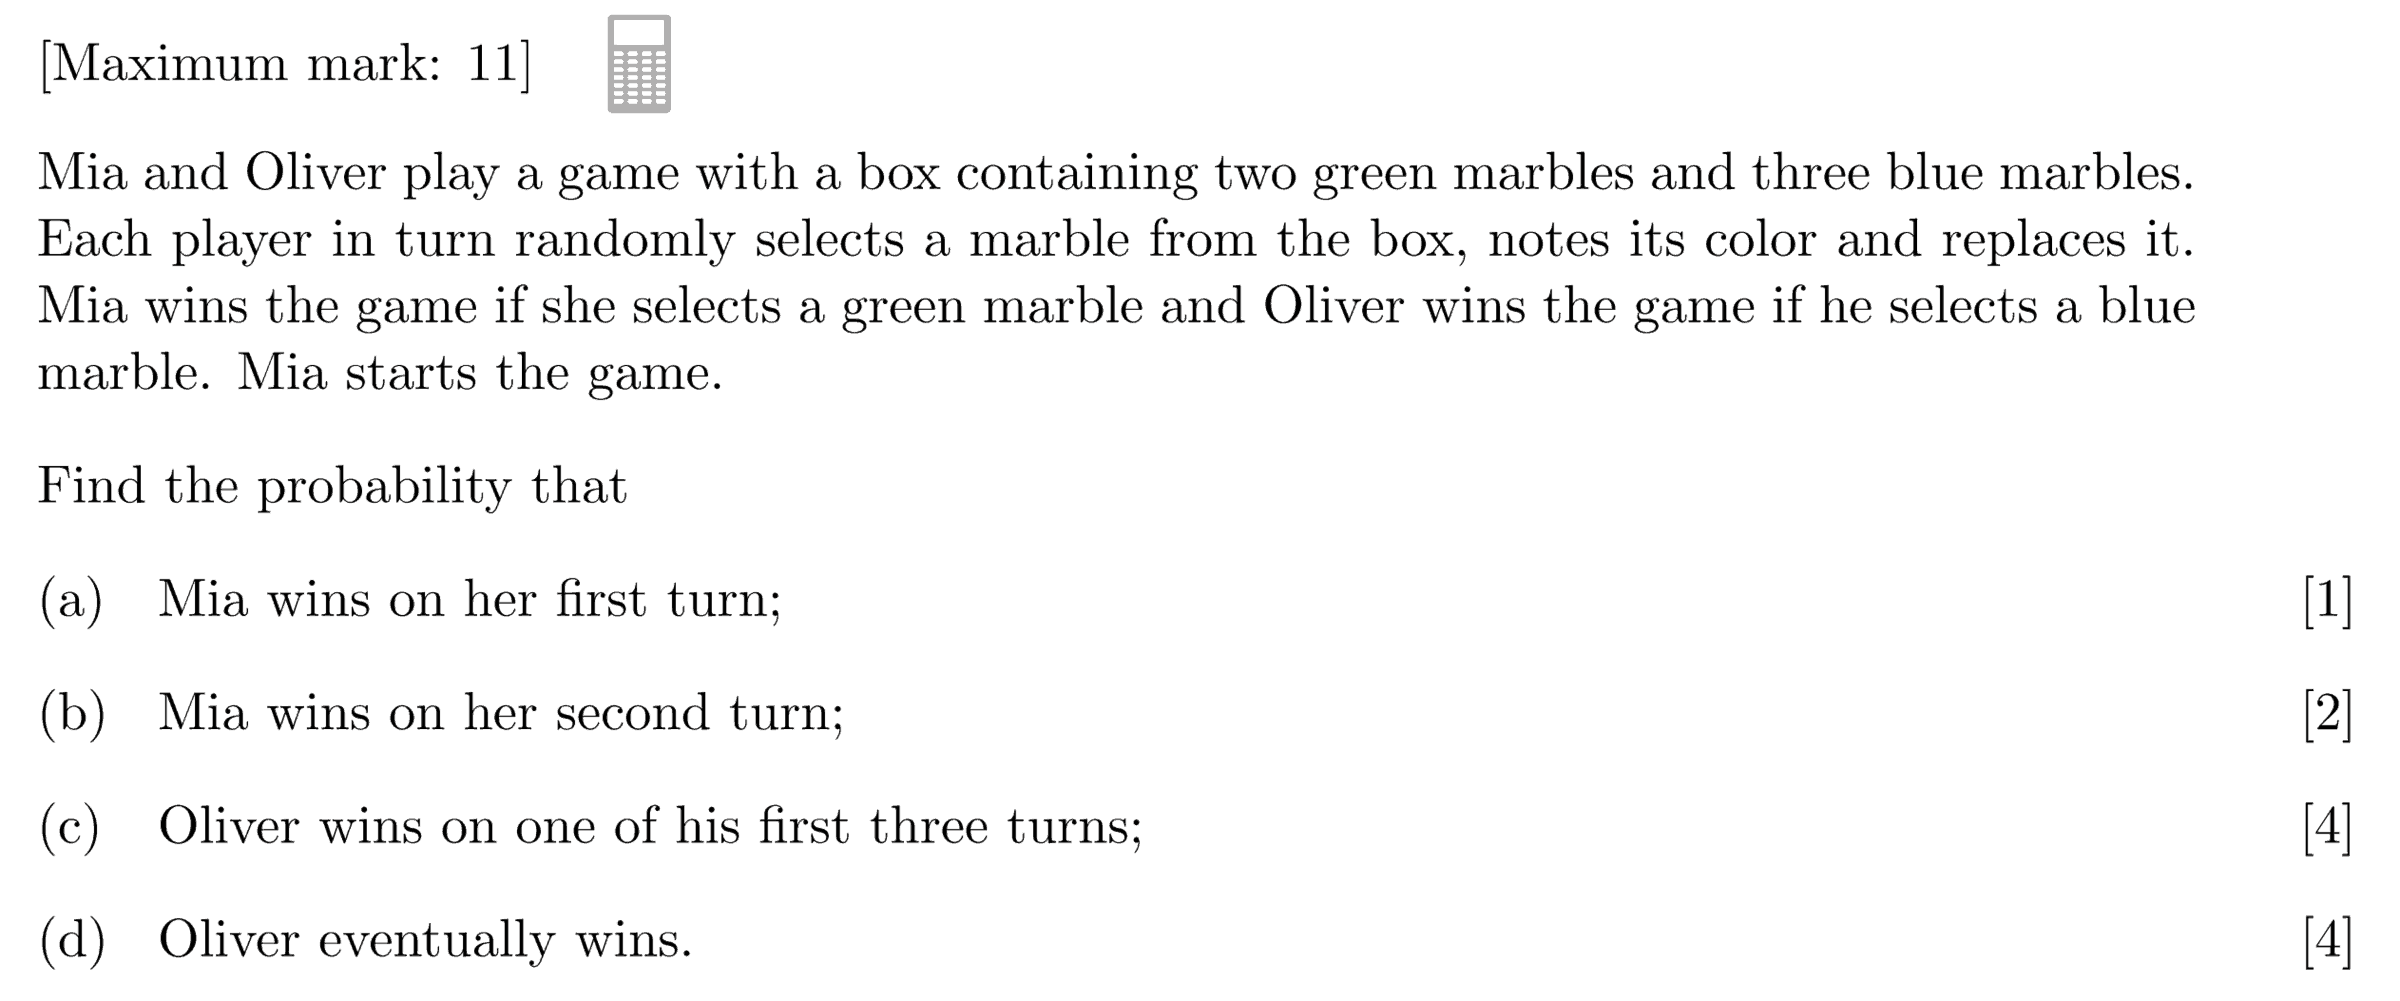 [Maximum mark: 11]
Mia and Oliver play a game with a box containing two green marbles and three blue marbles.
Each player in turn randomly selects a marble from the box, notes its color and replaces it.
Mia wins the game if she selects a green marble and Oliver wins the game if he selects a blue
marble. Mia starts the game.
Find the probability that
(a) Mia wins on her first turn; [1]
(b) Mia wins on her second turn; [2]
(c) Oliver wins on one of his first three turns; [4]
(d) Oliver eventually wins. [4]